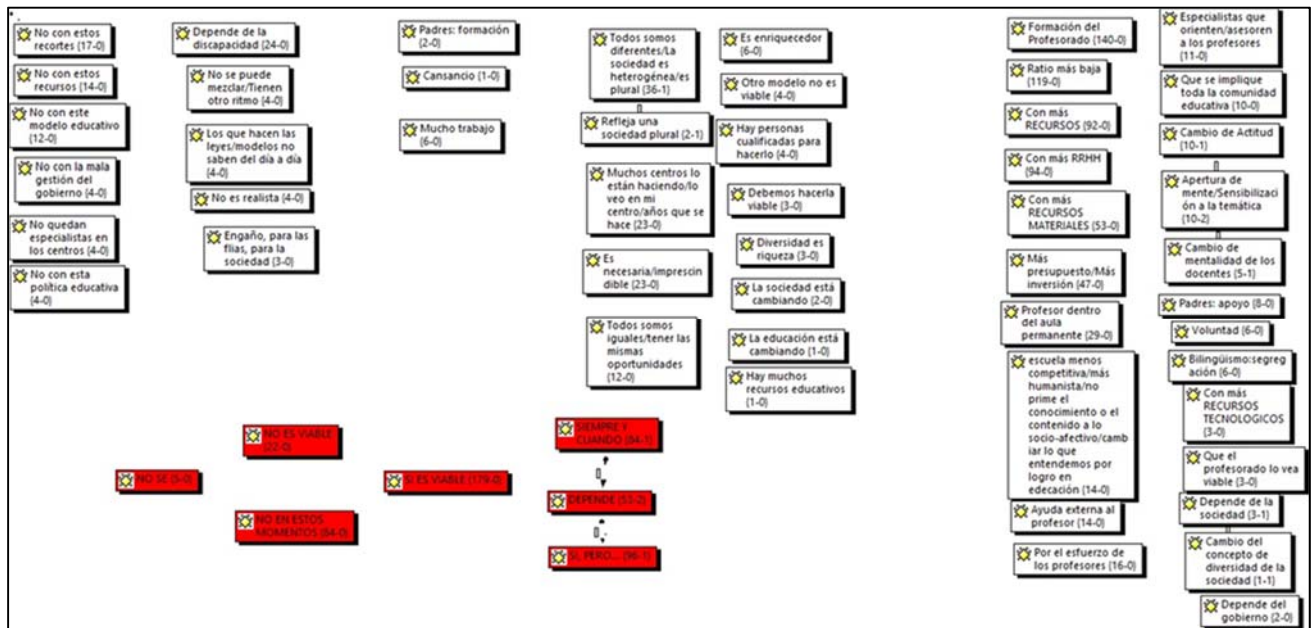 No con estos
recortes {17-0}
No con estos
recursos {14-0}
No con este
modelo educativo
{12-0}
No con la mala
gestión del
gobierno {4-0}
No quedan
especialistas en
los centros {4-0}
No con esta
política educativa
{4-0}
Depende de la
discapacidad {24-0}
No se puede
mezclar/Tienen
otro ritmo {4-0}
Los que hacen las
leyes/modelos no
saben del día a día
{4-0}
No es realista {4-0}
Engaño, para las
flias, para la
sociedad {3-0}
Padres: formación
{2-0}
Cansancio {1-0}
Mucho trabajo
{6-0}
Todos somos
diferentes/La
sociedad es
heterogénea/es
plural {36-1}
Refleja una
sociedad plural {2-1}
Muchos centros lo
están haciendo/lo
veo en mi
centro/años que se
hace {23-0}
Es
necesaria/imprescin
dible {23-0}
Todos somos
iguales/tener las
mismas
oportunidades
{12-0}
Es enriquecedor
{6-0}
Otro modelo no es
viable {4-0}
Hay personas
cualificadas para
hacerlo {4-0}
Debemos hacerla
viable {3-0}
Diversidad es
riqueza {3-0}
La sociedad está
cambiando {2-0}
La educación está
cambiando {1-0}
Hay muchos
recursos educativos
{1-0}
NO ES VIABLE
{22-0}
NO SE {5-0}
NO EN ESTOS
MOMENTOS {84-0}
SI ES VIABLE {179-0}
SIEMPRE Y
CUANDO {84-1}
DEPENDE {53-2}
SI, PERO... {96-1}
Formación del
Profesorado {140-0}
Ratio más baja
{119-0}
Con más
RECURSOS {92-0}
Con más RRHH
{94-0}
Con más
RECURSOS
MATERIALES {53-0}
Más
presupuesto/Más
inversión {47-0}
Profesor dentro
del aula
permanente {29-0}
escuela menos
competitiva/más
humanista/no
prime el
conocimiento o el
contenido a lo
socio-afectivo/camb
iar lo que
entendemos por
logro en
edecación {14-0}
Ayuda externa al
profesor {14-0}
Por el esfuerzo de
los profesores {16-0}
Especialistas que
orienten/asesoren
a los profesores
{11-0}
Que se implique
toda la comunidad
educativa {10-0}
Cambio de Actitud
{10-1}
Apertura de
mente/Sensibilizaci
ón a la temática
{10-2}
Cambio de
mentalidad de los
docentes {5-1}
Padres: apoyo {8-0}
Voluntad {6-0}
Bilingüismo:segreg
ación {6-0}
Con más
RECURSOS
TECNOLOGICOS
{3-0}
Que el
profesorado lo vea
viable {3-0}
Depende de la
sociedad {3-1}
Cambio del
concepto de
diversidad de la
sociedad {1-1}
Depende del
gobierno {2-0}